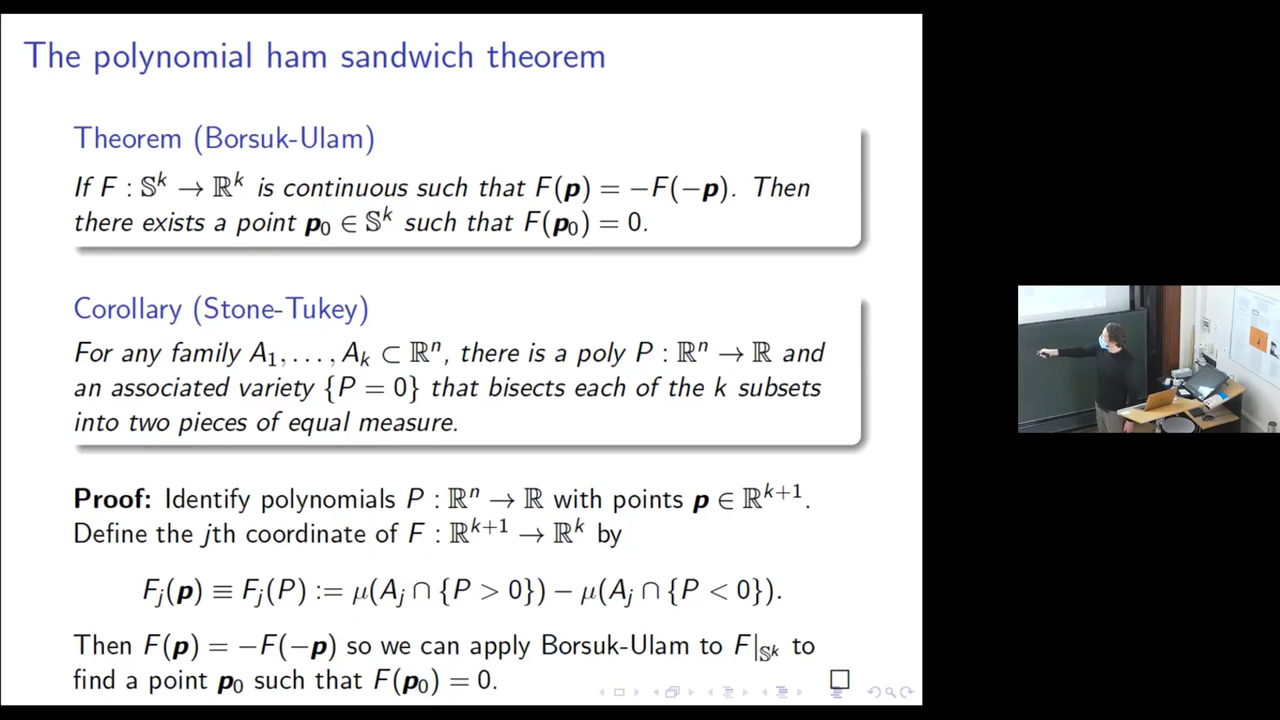 The polynomial ham sandwich theorem
Theorem (Borsuk-Ulam)
If F : 𝕊^k → ℝ^k is continuous such that F(𝒑) = −F(−𝒑). Then
there exists a point 𝒑₀ ∈ 𝕊^k such that F(𝒑₀) = 0.
Corollary (Stone-Tukey)
For any family A₁, . . . , A_k ⊂ ℝ^n, there is a poly P : ℝ^n → ℝ and
an associated variety {P = 0} that bisects each of the k subsets
into two pieces of equal measure.
Proof: Identify polynomials P : ℝ^n → ℝ with points 𝒑 ∈ ℝ^{k+1}.
Define the jth coordinate of F : ℝ^{k+1} → ℝ^k by
F_j(𝒑) ≡ F_j(P) := μ(A_j ∩ {P > 0}) − μ(A_j ∩ {P < 0}).
Then F(𝒑) = −F(−𝒑) so we can apply Borsuk-Ulam to F|_{𝕊^k} to
find a point 𝒑₀ such that F(𝒑₀) = 0. □